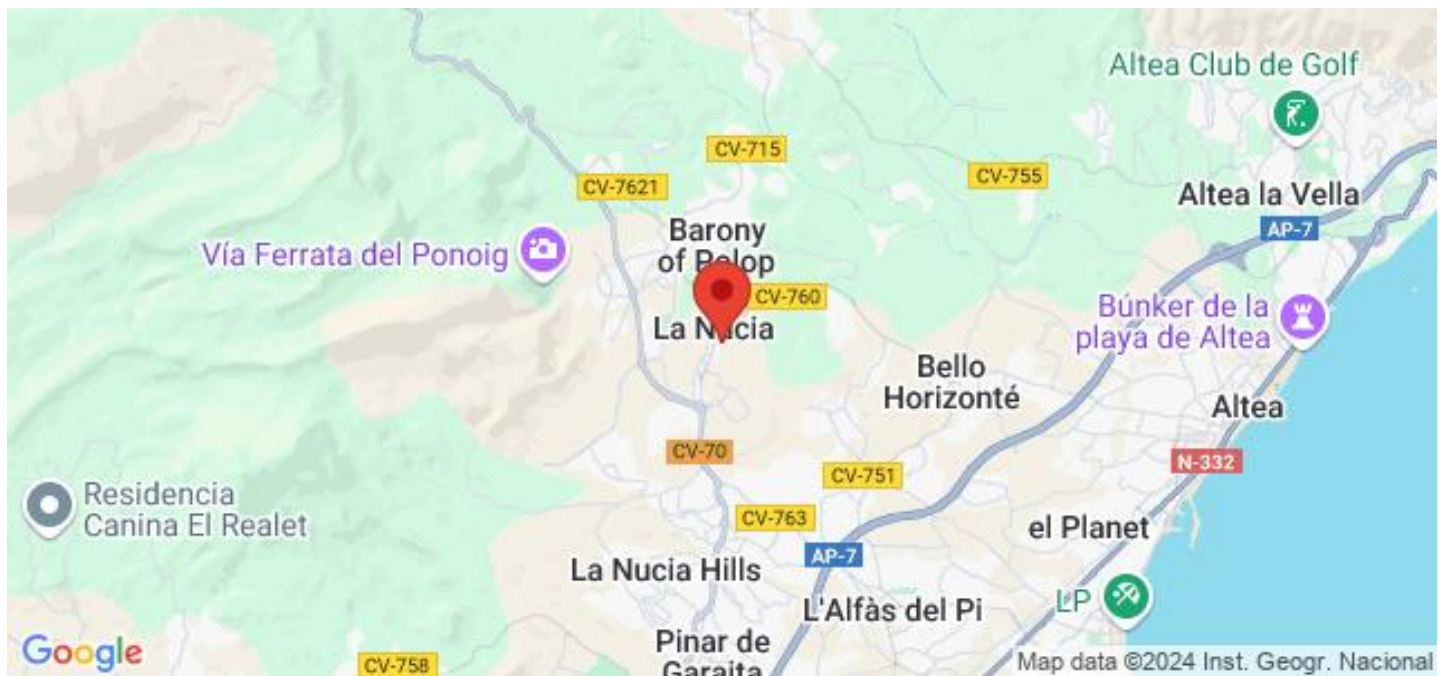 Altea Club de Golf
CV-715
CV-755
CV-7621
Altea la Vella
AP-7
Barony
of Polop
Vía Ferrata del Ponoig
CV-760
Búnker de la
playa de Altea
La Nucia
Bello
Horizonté
Altea
CV-70
N-332
CV-751
Residencia
Canina El Realet
CV-763
el Planet
AP-7
La Nucia Hills
LP
L'Alfàs del Pi
Pinar de
Garaita
Google
CV-758
Map data ©2024 Inst. Geogr. Nacional